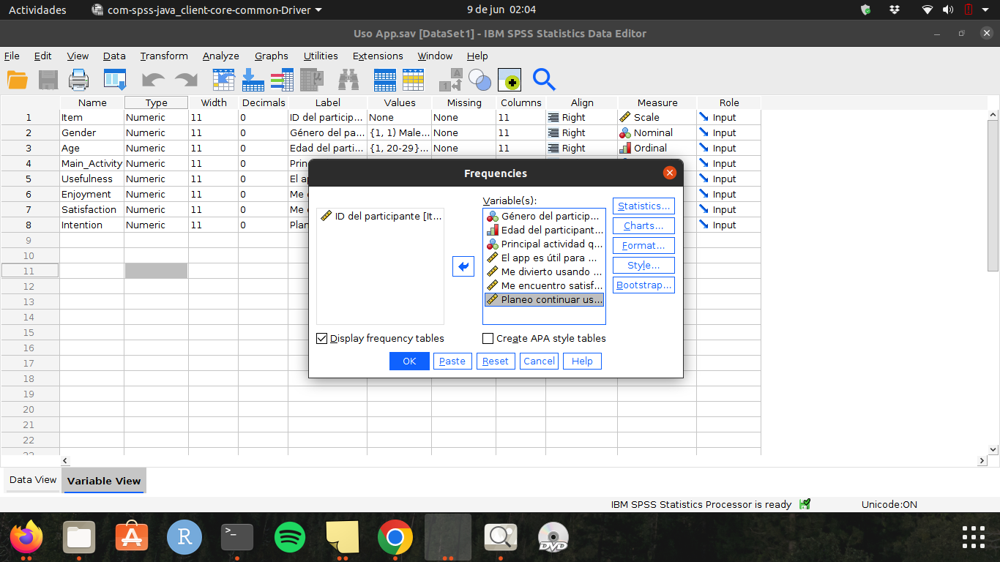 Actividades com-spss-java_client-core-common-Driver 9 de jun 02:04
Uso App.sav [DataSet1] - IBM SPSS Statistics Data Editor
File Edit View Data Transform Analyze Graphs Utilities Extensions Window Help
Name Type Width Decimals Label Values Missing Columns Align Measure Role
1 Item Numeric 11 0 ID del particip... None None 11 Right Scale Input
2 Gender Numeric 11 0 Género del pa... {1, 1) Male... None 11 Right Nominal Input
3 Age Numeric 11 0 Edad del parti... {1, 20-29}... None 11 Right Ordinal Input
4 Main_Activity Numeric 11 0 Prin Input
5 Usefulness Numeric 11 0 El ap Input
6 Enjoyment Numeric 11 0 Me Input
7 Satisfaction Numeric 11 0 Me Input
8 Intention Numeric 11 0 Plan Input
9
10
11
12
13
14
15
16
17
18
19
20
21
22
23
Frequencies
Variable(s):
ID del participante [It...
Género del particip...
Edad del participant...
Principal actividad q...
El app es útil para ...
Me divierto usando ...
Me encuentro satisf...
Planeo continuar us...
Statistics...
Charts...
Format...
Style...
Bootstrap...
Display frequency tables Create APA style tables
OK Paste Reset Cancel Help
Data View Variable View
IBM SPSS Statistics Processor is ready Unicode:ON
R >_ DVD